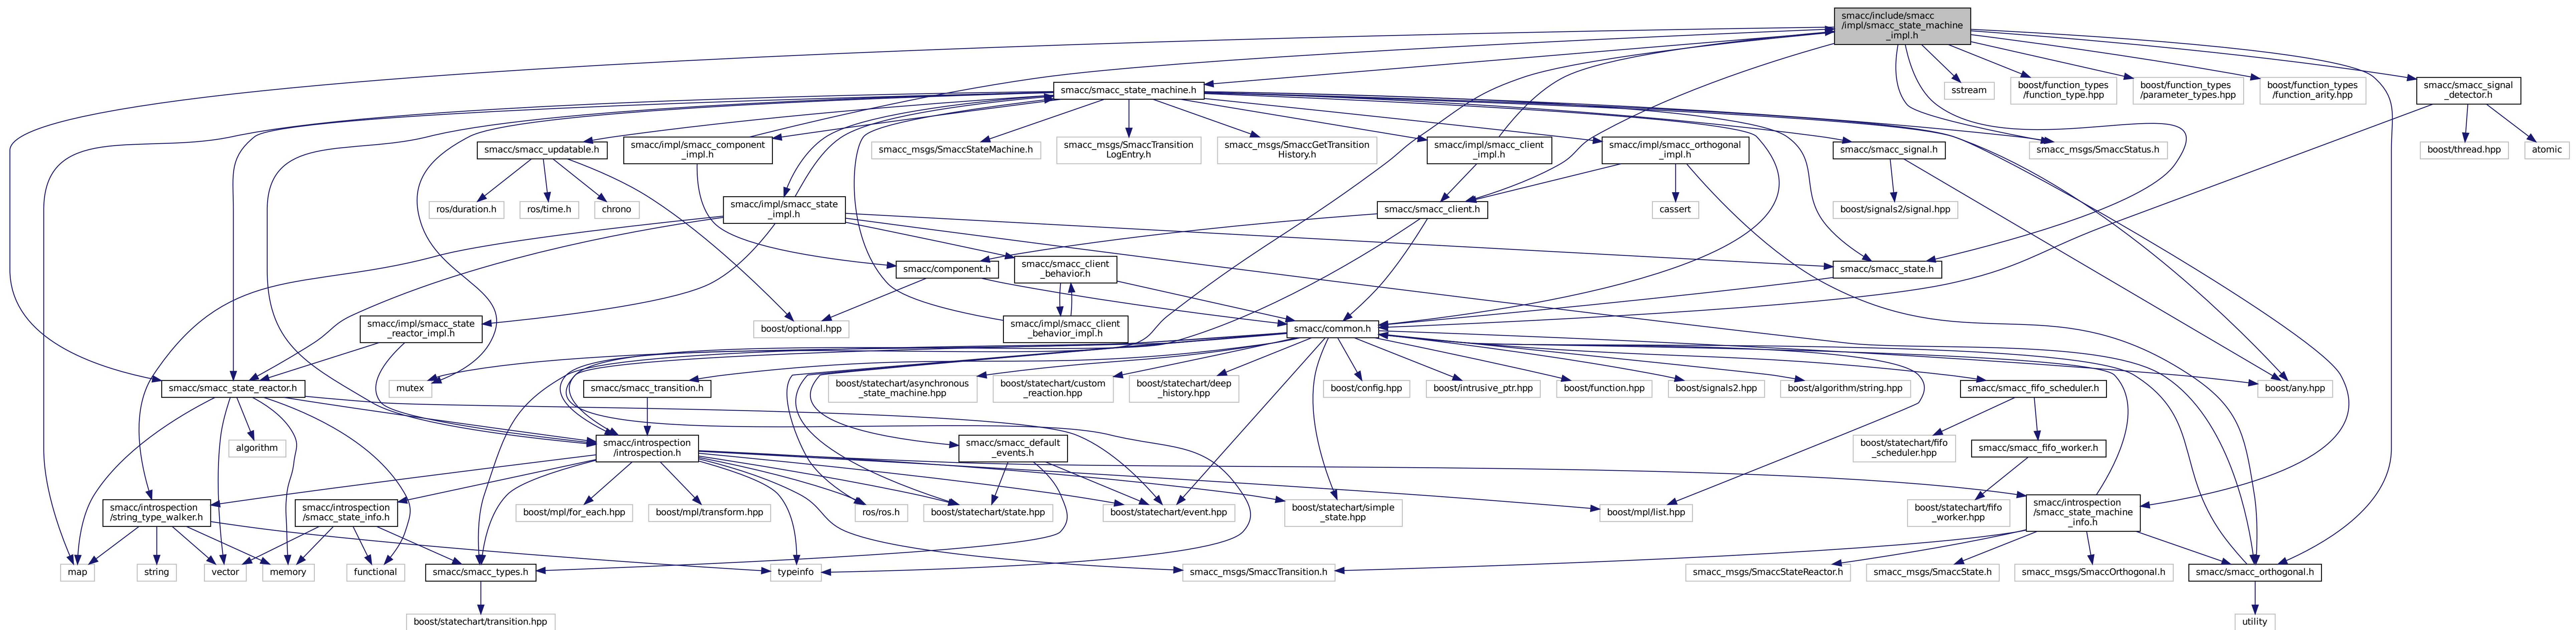 smacc/include/smacc
/impl/smacc_state_machine
_impl.h
smacc/smacc_state_machine.h
sstream
boost/function_types
/function_type.hpp
boost/function_types
/parameter_types.hpp
boost/function_types
/function_arity.hpp
smacc/smacc_signal
_detector.h
smacc/smacc_updatable.h
smacc/impl/smacc_component
_impl.h
smacc_msgs/SmaccStateMachine.h
smacc_msgs/SmaccTransition
LogEntry.h
smacc_msgs/SmaccGetTransition
History.h
smacc/impl/smacc_client
_impl.h
smacc/impl/smacc_orthogonal
_impl.h
smacc/smacc_signal.h
smacc_msgs/SmaccStatus.h
boost/thread.hpp
atomic
ros/duration.h
ros/time.h
chrono
smacc/impl/smacc_state
_impl.h
smacc/smacc_client.h
cassert
boost/signals2/signal.hpp
smacc/component.h
smacc/smacc_client
_behavior.h
smacc/smacc_state.h
smacc/impl/smacc_state
_reactor_impl.h
boost/optional.hpp
smacc/impl/smacc_client
_behavior_impl.h
smacc/common.h
smacc/smacc_state_reactor.h
mutex
smacc/smacc_transition.h
boost/statechart/asynchronous
_state_machine.hpp
boost/statechart/custom
_reaction.hpp
boost/statechart/deep
_history.hpp
boost/config.hpp
boost/intrusive_ptr.hpp
boost/function.hpp
boost/signals2.hpp
boost/algorithm/string.hpp
smacc/smacc_fifo_scheduler.h
boost/any.hpp
algorithm
smacc/introspection
/introspection.h
smacc/smacc_default
_events.h
boost/statechart/fifo
_scheduler.hpp
smacc/smacc_fifo_worker.h
smacc/introspection
/string_type_walker.h
smacc/introspection
/smacc_state_info.h
boost/mpl/for_each.hpp
boost/mpl/transform.hpp
ros/ros.h
boost/statechart/state.hpp
boost/statechart/event.hpp
boost/statechart/simple
_state.hpp
boost/mpl/list.hpp
boost/statechart/fifo
_worker.hpp
smacc/introspection
/smacc_state_machine
_info.h
map
string
vector
memory
functional
smacc/smacc_types.h
typeinfo
smacc_msgs/SmaccTransition.h
smacc_msgs/SmaccStateReactor.h
smacc_msgs/SmaccState.h
smacc_msgs/SmaccOrthogonal.h
smacc/smacc_orthogonal.h
boost/statechart/transition.hpp
utility